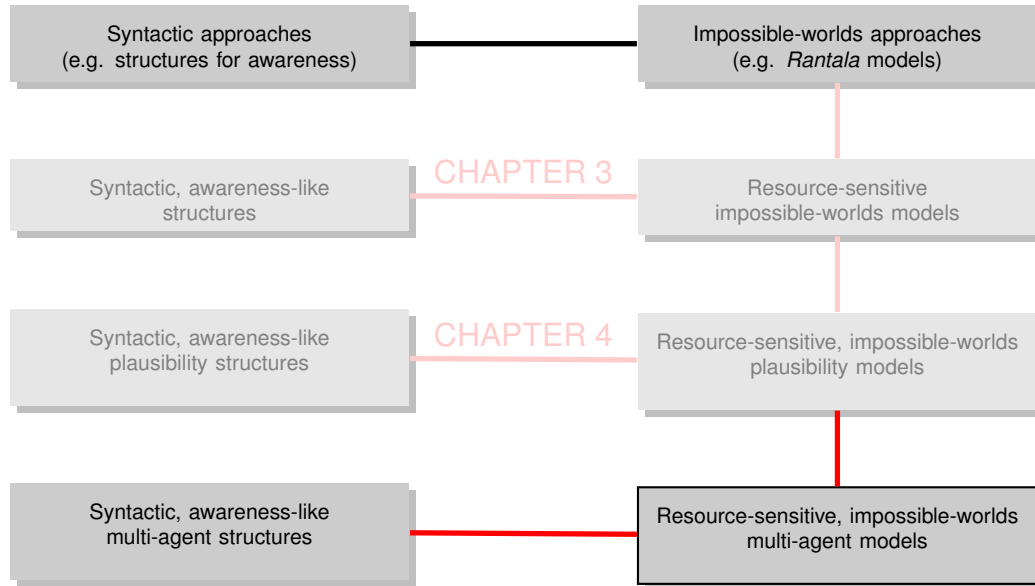 Syntactic approaches
(e.g. structures for awareness)
Impossible-worlds approaches
(e.g. Rantala models)
Syntactic, awareness-like
structures
CHAPTER 3
Resource-sensitive
impossible-worlds models
Syntactic, awareness-like
plausibility structures
CHAPTER 4
Resource-sensitive, impossible-worlds
plausibility models
Syntactic, awareness-like
multi-agent structures
Resource-sensitive, impossible-worlds
multi-agent models